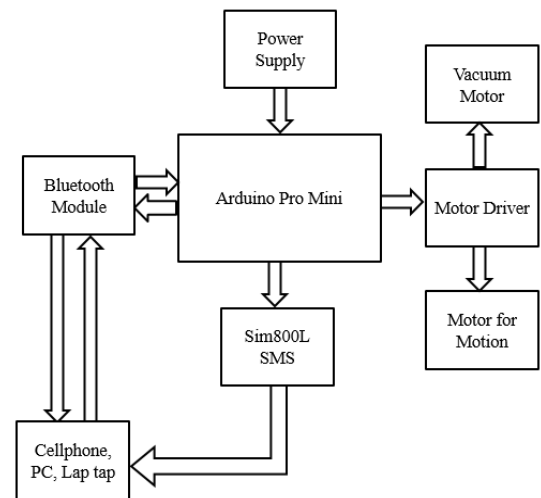 Power
Supply
Vacuum
Motor
Bluetooth
Module
Arduino Pro Mini
Motor Driver
Sim800L
SMS
Motor for
Motion
Cellphone,
PC, Lap tap